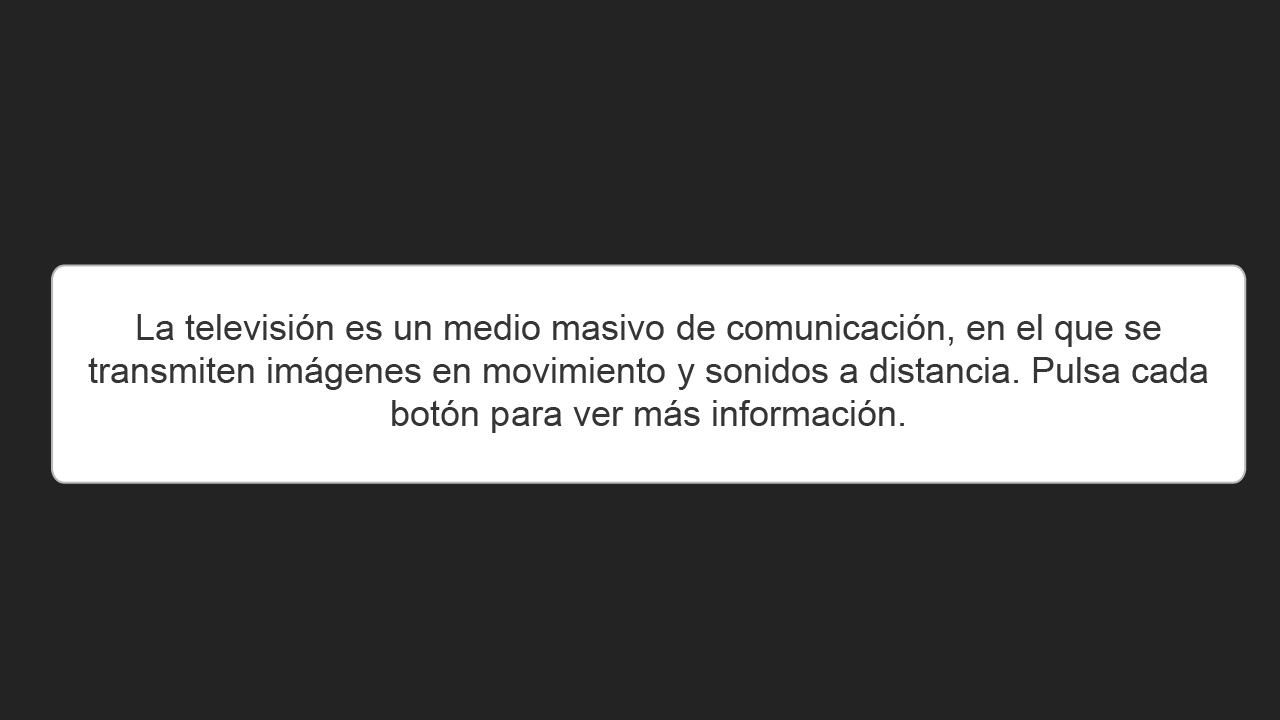 La televisión es un medio masivo de comunicación, en el que se
transmiten imágenes en movimiento y sonidos a distancia. Pulsa cada
botón para ver más información.